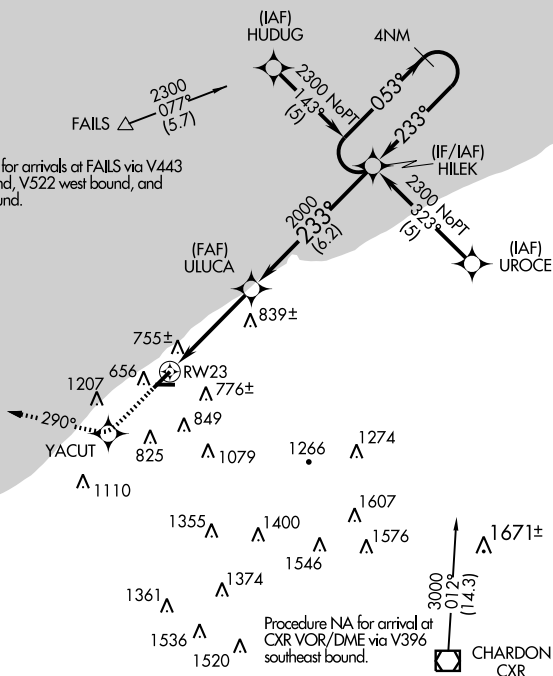 (IAF)
HUDUG
4NM
2300
077°
(5.7)
FAILS
2300 NoPT
143°
(5)
053°
233°
(IF/IAF)
HILEK
for arrivals at FAILS via V443
nd, V522 west bound, and
und.
2000
233°
(6.2)
2300 NoPT
323°
(5)
(IAF)
UROCE
(FAF)
ULUCA
839±
755±
656
RW23
1207
776±
290°
849
YACUT
825
1079
1266
1274
1110
1607
1355
1400
1546
1576
1671±
1374
1361
3000
012°
(14.3)
1536
1520
Procedure NA for arrival at
CXR VOR/DME via V396
southeast bound.
CHARDON
CXR